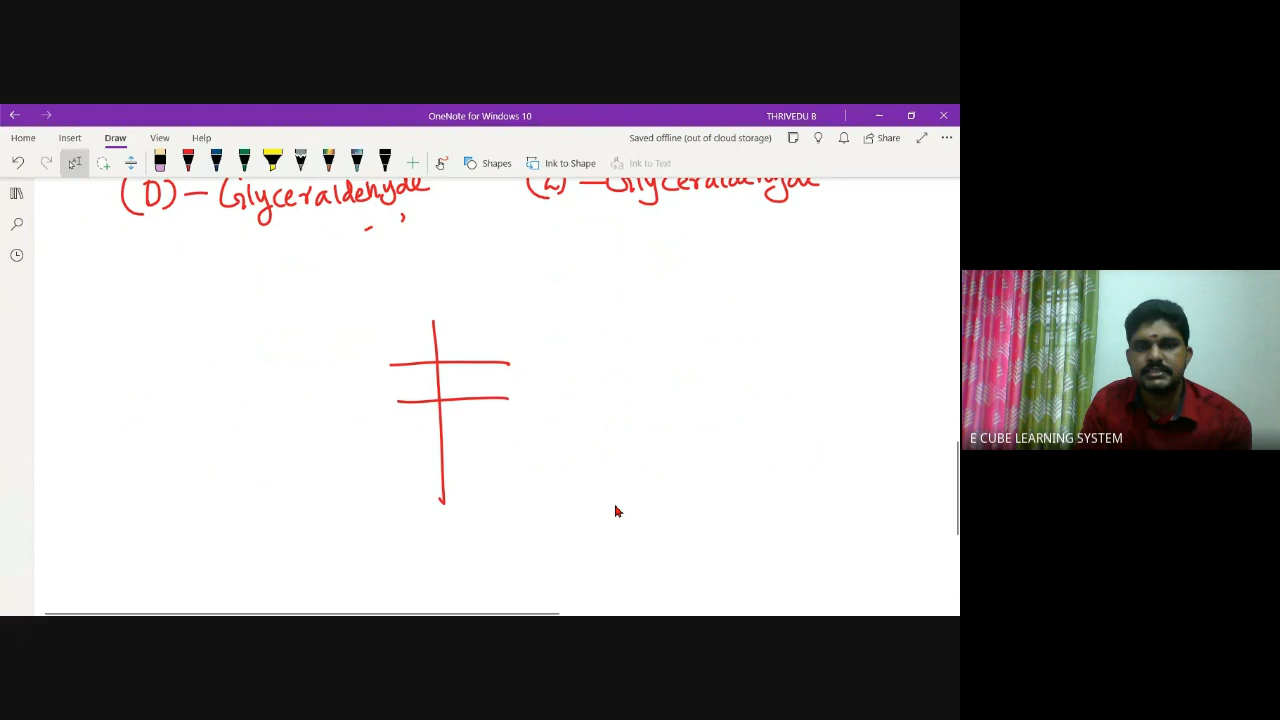 OneNote for Windows 10
THRIVEDU B
Home Insert Draw View Help
Saved offline (out of cloud storage)
Share
Shapes Ink to Shape Ink to Text
(D) - Glyceraldehyde (L) - Glyceraldehyde
E CUBE LEARNING SYSTEM